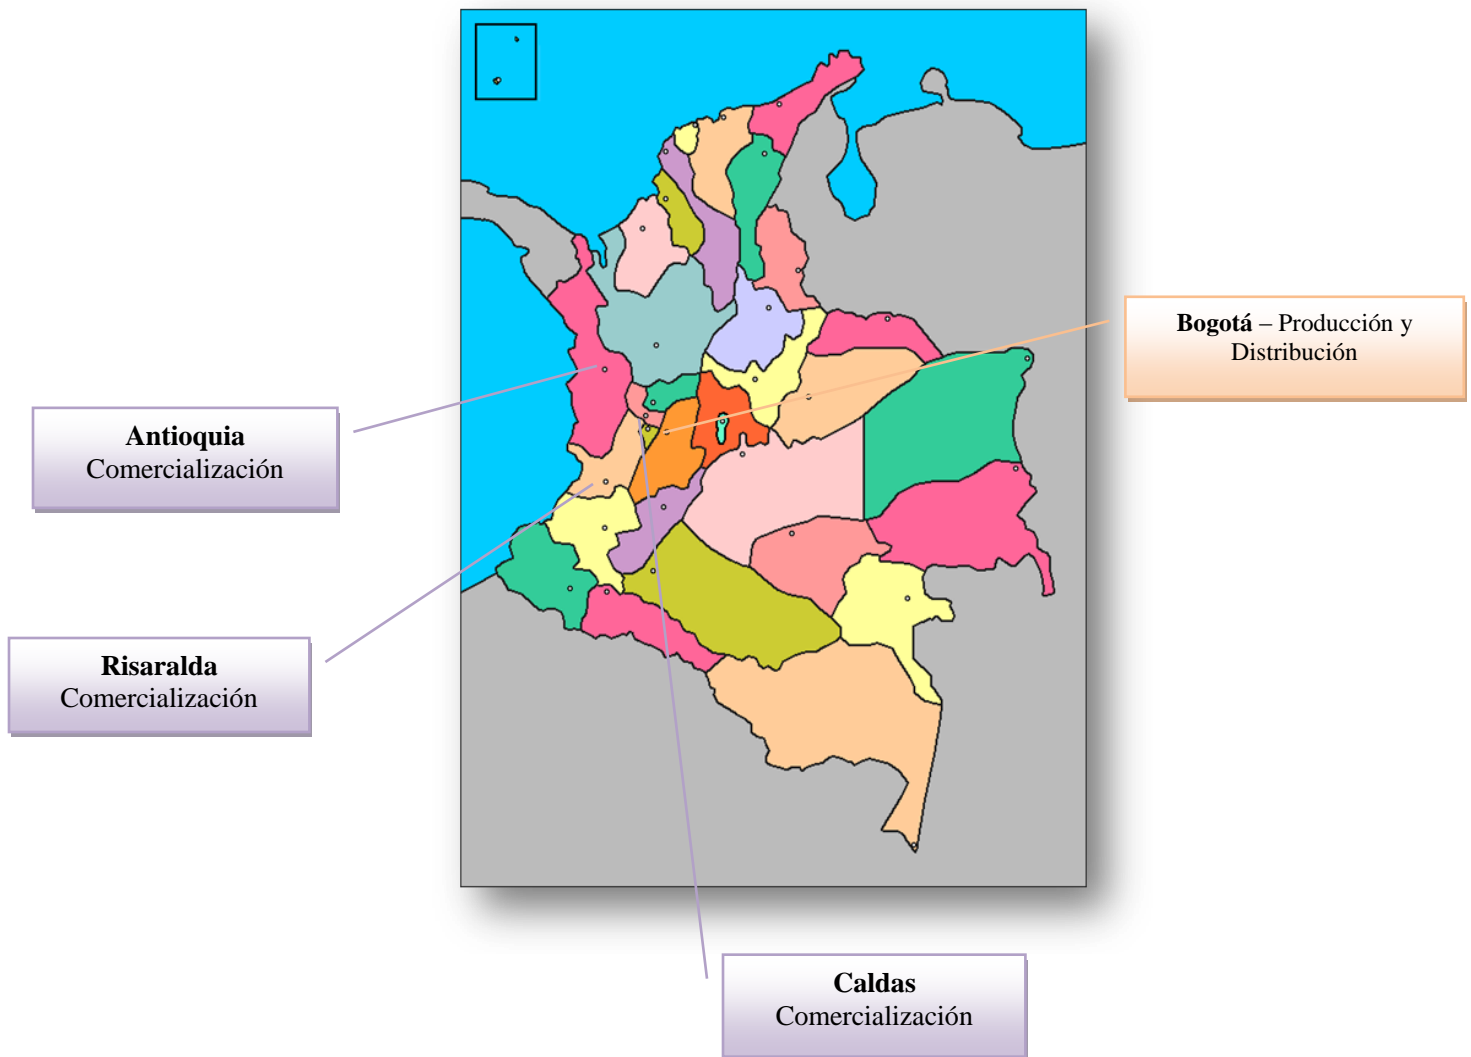 Bogotá – Producción y
Distribución
Antioquia
Comercialización
Risaralda
Comercialización
Caldas
Comercialización